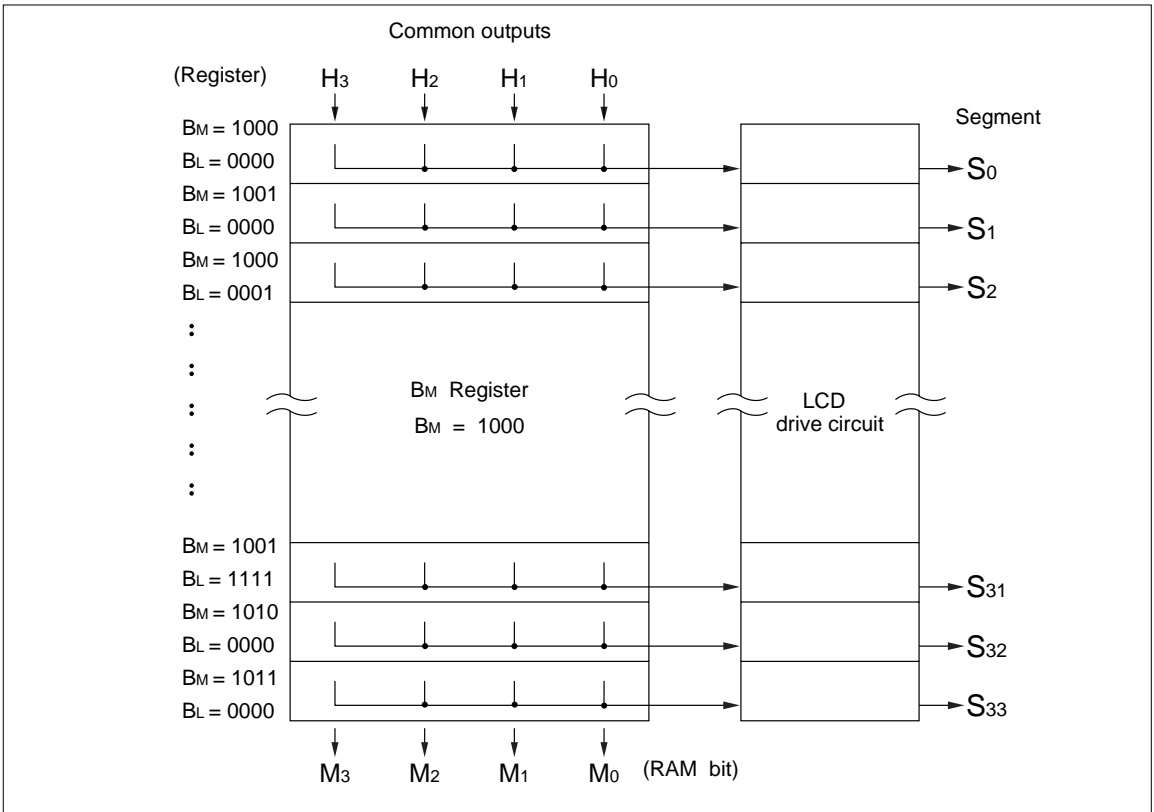 Common outputs
(Register) H3 H2 H1 H0
Segment
BM = 1000
BL = 0000 S0
BM = 1001
BL = 0000 S1
BM = 1000
BL = 0001 S2
BM Register
BM = 1000
LCD
drive circuit
BM = 1001
BL = 1111 S31
BM = 1010
BL = 0000 S32
BM = 1011
BL = 0000 S33
M3 M2 M1 M0 (RAM bit)